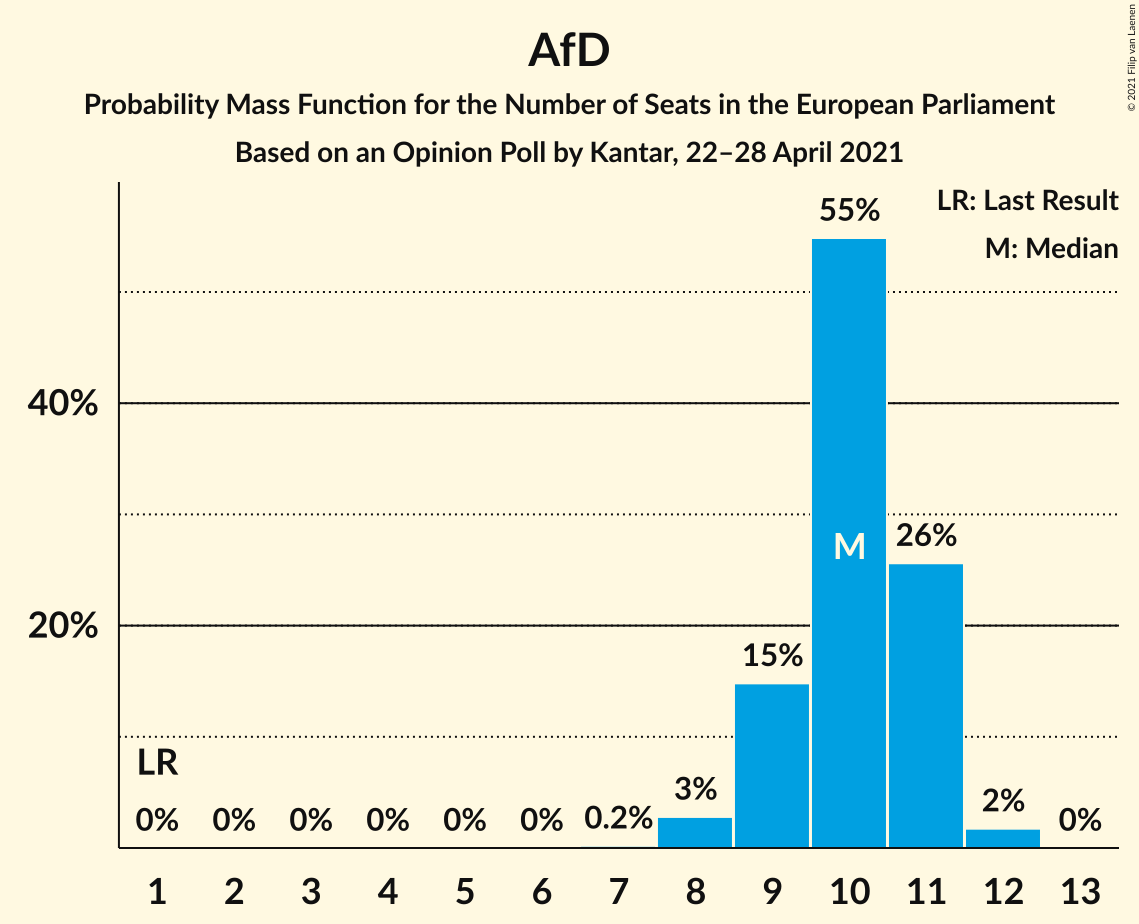 AfD
Probability Mass Function for the Number of Seats in the European Parliament
Based on an Opinion Poll by Kantar, 22–28 April 2021
© 2021 Filip van Laenen
LR: Last Result
M: Median
55%
40%
M
26%
20%
15%
LR
3%
2%
0% 0% 0% 0% 0% 0% 0.2% 0%
1 2 3 4 5 6 7 8 9 10 11 12 13